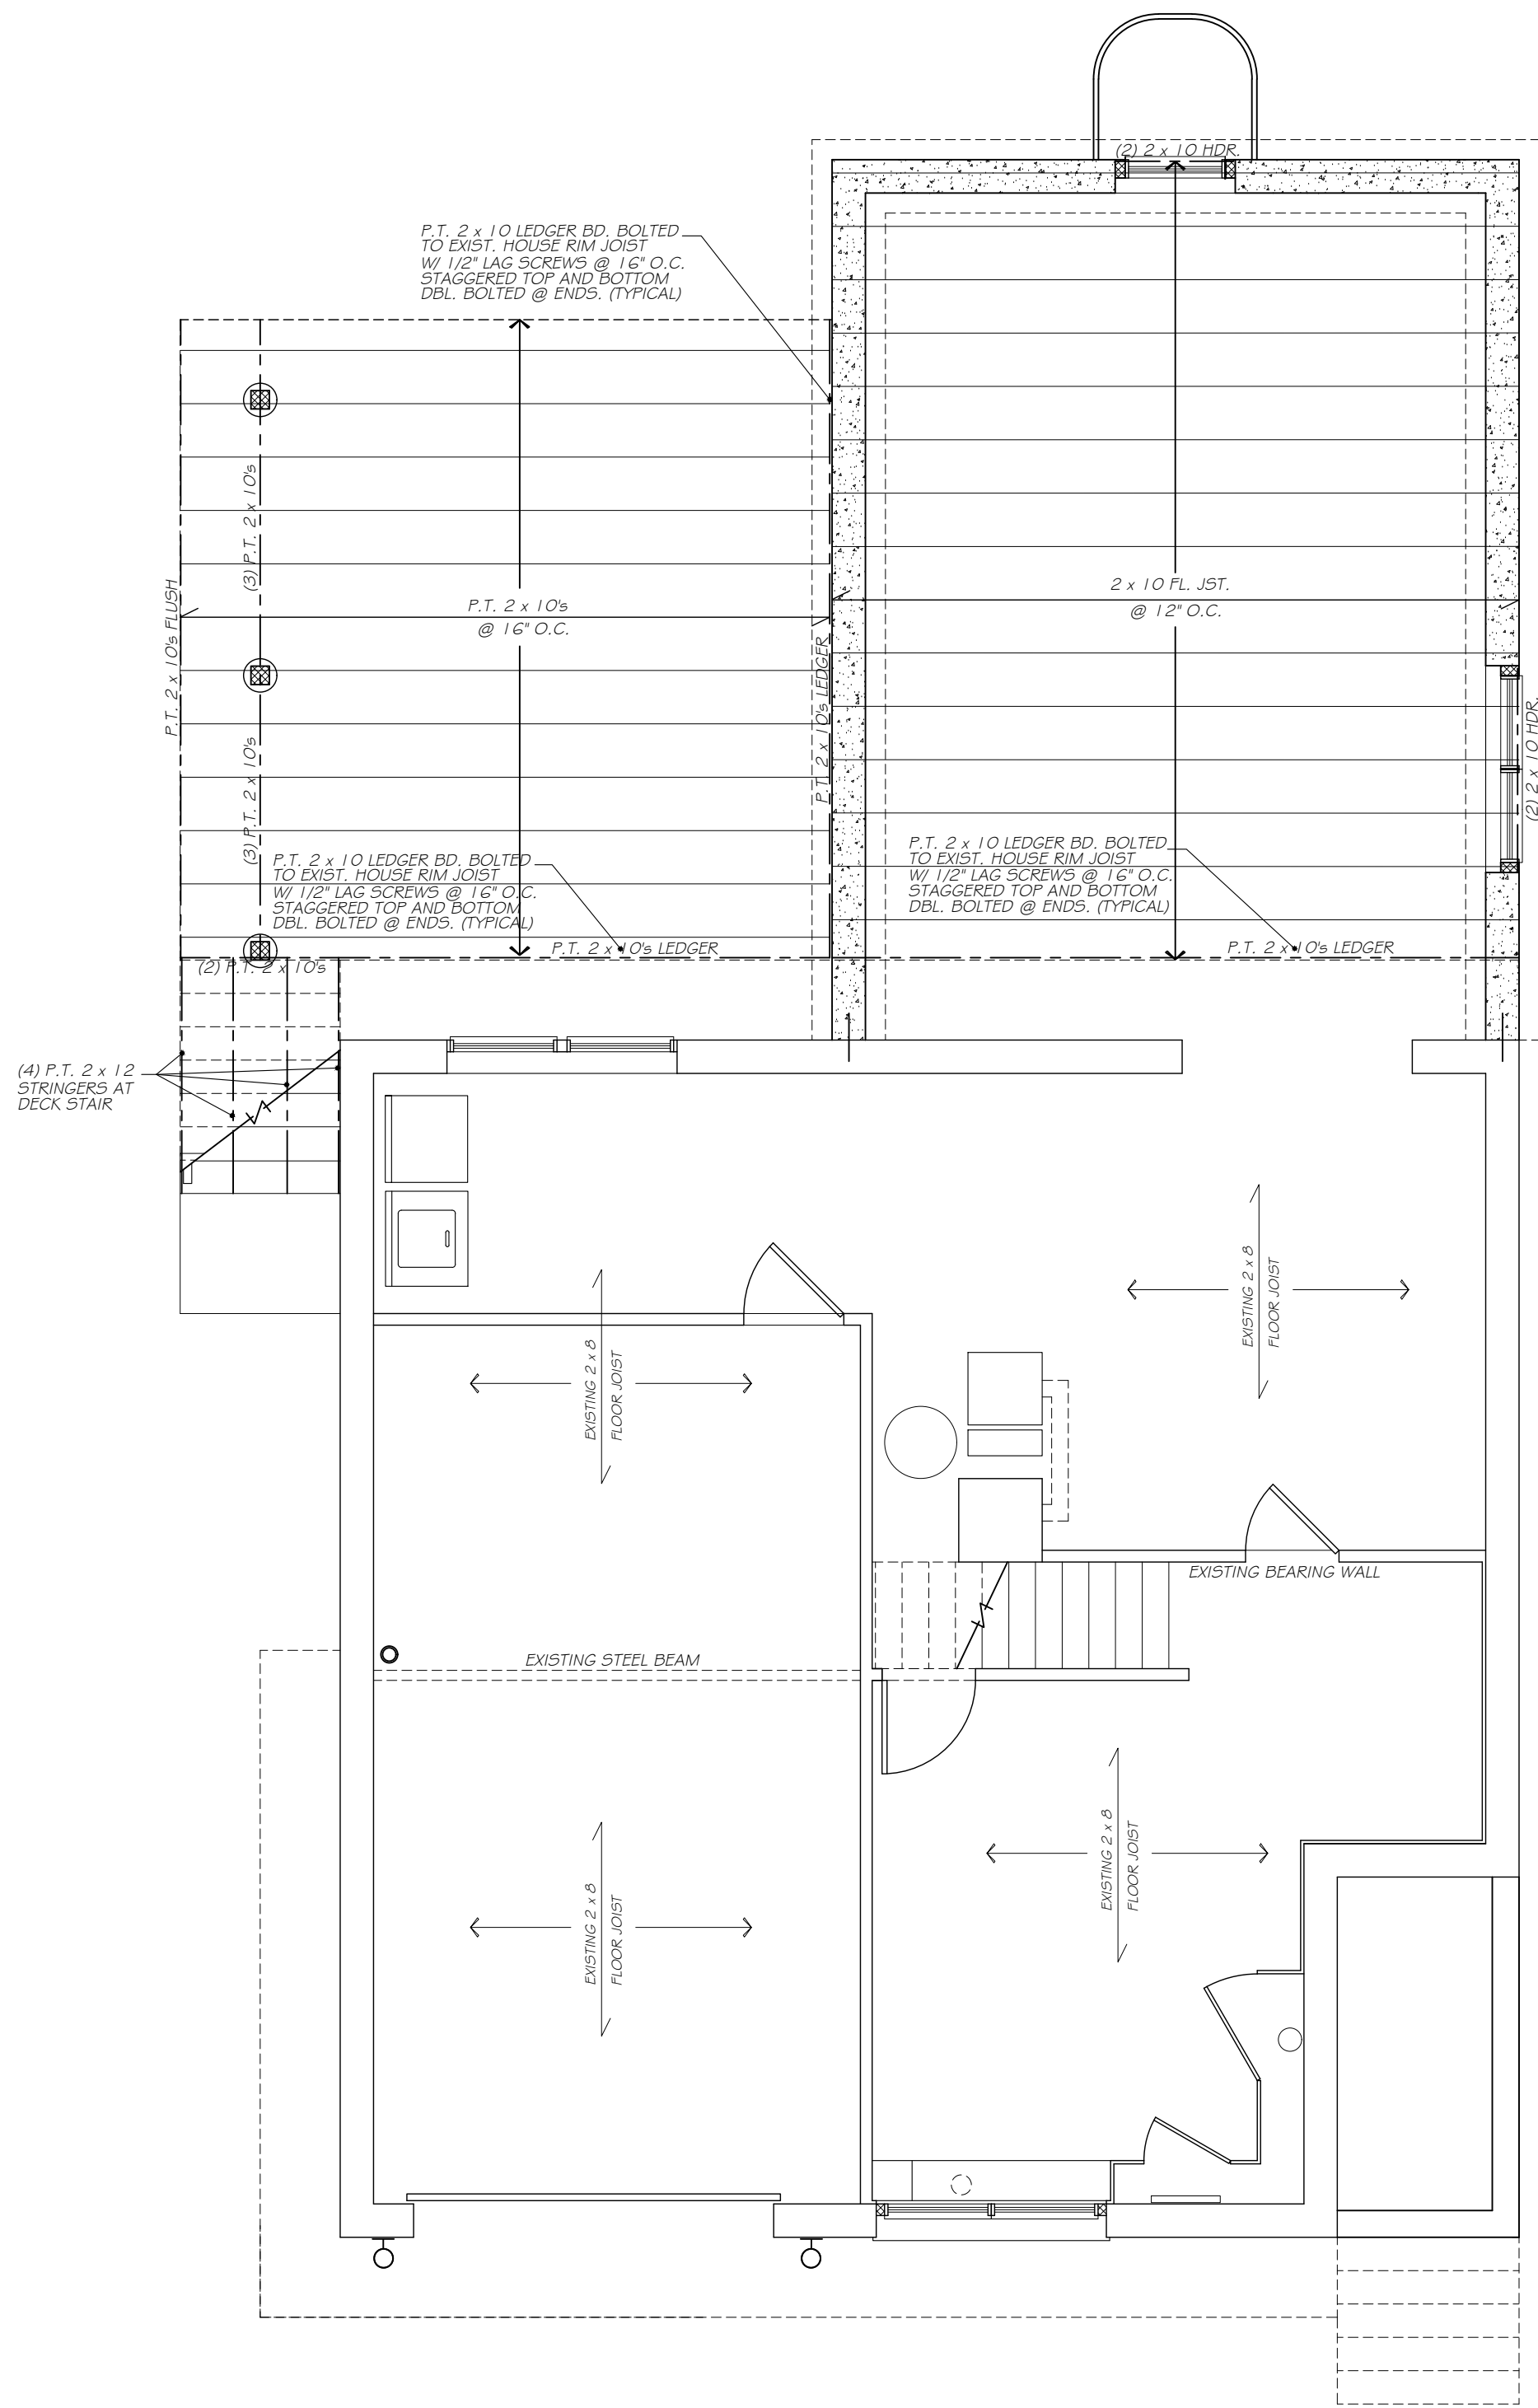 (2) 2 x 10 HDR.
P.T. 2 x 10 LEDGER BD. BOLTED
TO EXIST. HOUSE RIM JOIST
W/ 1/2" LAG SCREWS @ 16" O.C.
STAGGERED TOP AND BOTTOM
DBL. BOLTED @ ENDS. (TYPICAL)
(3) P.T. 2 x 10's
P.T. 2 x 10's FLUSH
P.T. 2 x 10's
@ 16" O.C.
2 x 10 FL. JST.
@ 12" O.C.
P.T. 2 x 10's LEDGER
(2) 2 x 10 HDR.
(3) P.T. 2 x 10's
P.T. 2 x 10 LEDGER BD. BOLTED
TO EXIST. HOUSE RIM JOIST
W/ 1/2" LAG SCREWS @ 16" O.C.
STAGGERED TOP AND BOTTOM
DBL. BOLTED @ ENDS. (TYPICAL)
P.T. 2 x 10 LEDGER BD. BOLTED
TO EXIST. HOUSE RIM JOIST
W/ 1/2" LAG SCREWS @ 16" O.C.
STAGGERED TOP AND BOTTOM
DBL. BOLTED @ ENDS. (TYPICAL)
P.T. 2 x 10's LEDGER
P.T. 2 x 10's LEDGER
(2) P.T. 2 x 10's
(4) P.T. 2 x 12
STRINGERS AT
DECK STAIR
EXISTING 2 x 8
FLOOR JOIST
EXISTING 2 x 8
FLOOR JOIST
EXISTING BEARING WALL
EXISTING STEEL BEAM
EXISTING 2 x 8
FLOOR JOIST
EXISTING 2 x 8
FLOOR JOIST